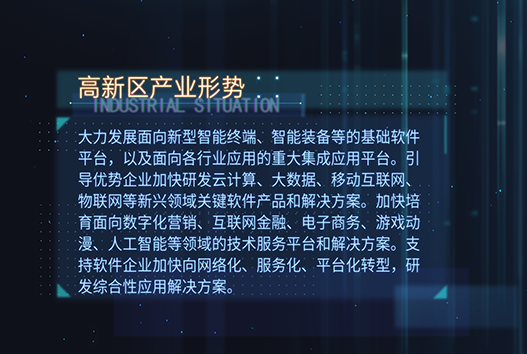 高新区产业形势
INDUSTRIAL SITUATION
大力发展面向新型智能终端、智能装备等的基础软件
平台，以及面向各行业应用的重大集成应用平台。引
导优势企业加快研发云计算、大数据、移动互联网、
物联网等新兴领域关键软件产品和解决方案。加快培
育面向数字化营销、互联网金融、电子商务、游戏动
漫、人工智能等领域的技术服务平台和解决方案。支
持软件企业加快向网络化、服务化、平台化转型，研
发综合性应用解决方案。